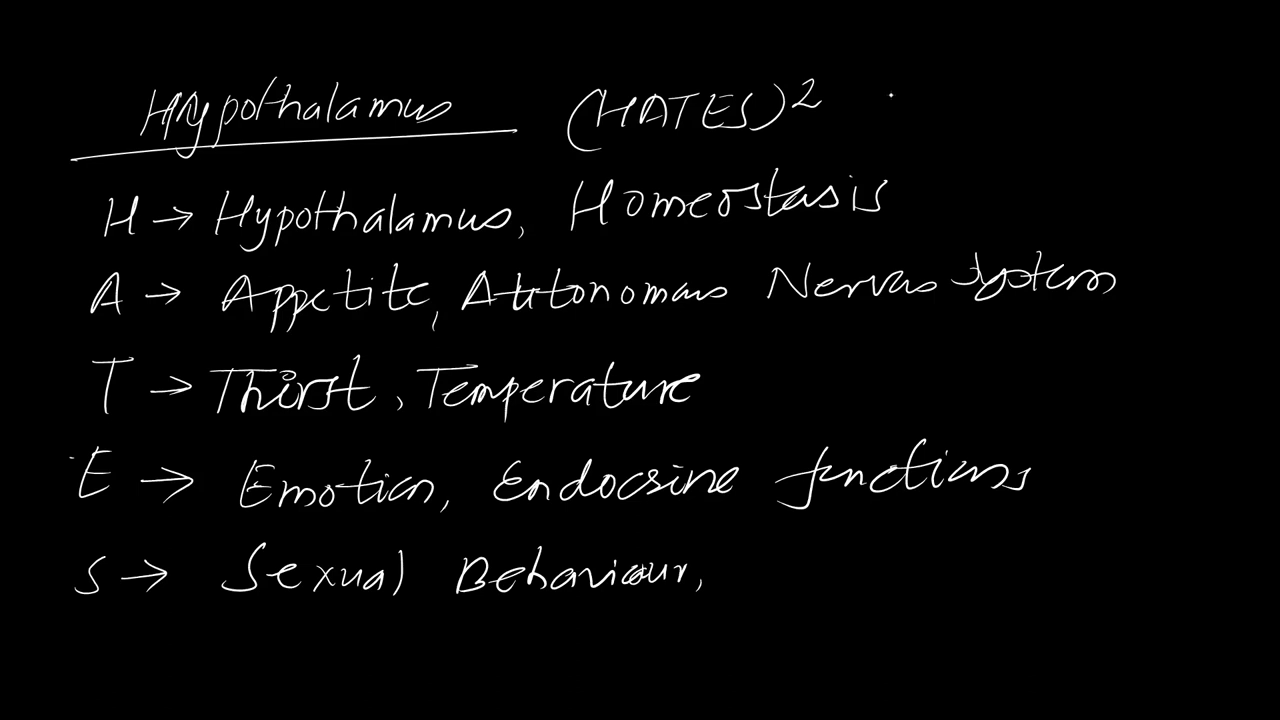 Hypothalamus (HATES)²
H → Hypothalamus, Homeostasis
A → Appetite, Autonomous Nervous System
T → Thirst, Temperature
E → Emotion, Endocrine functions
S → Sexual Behaviour,